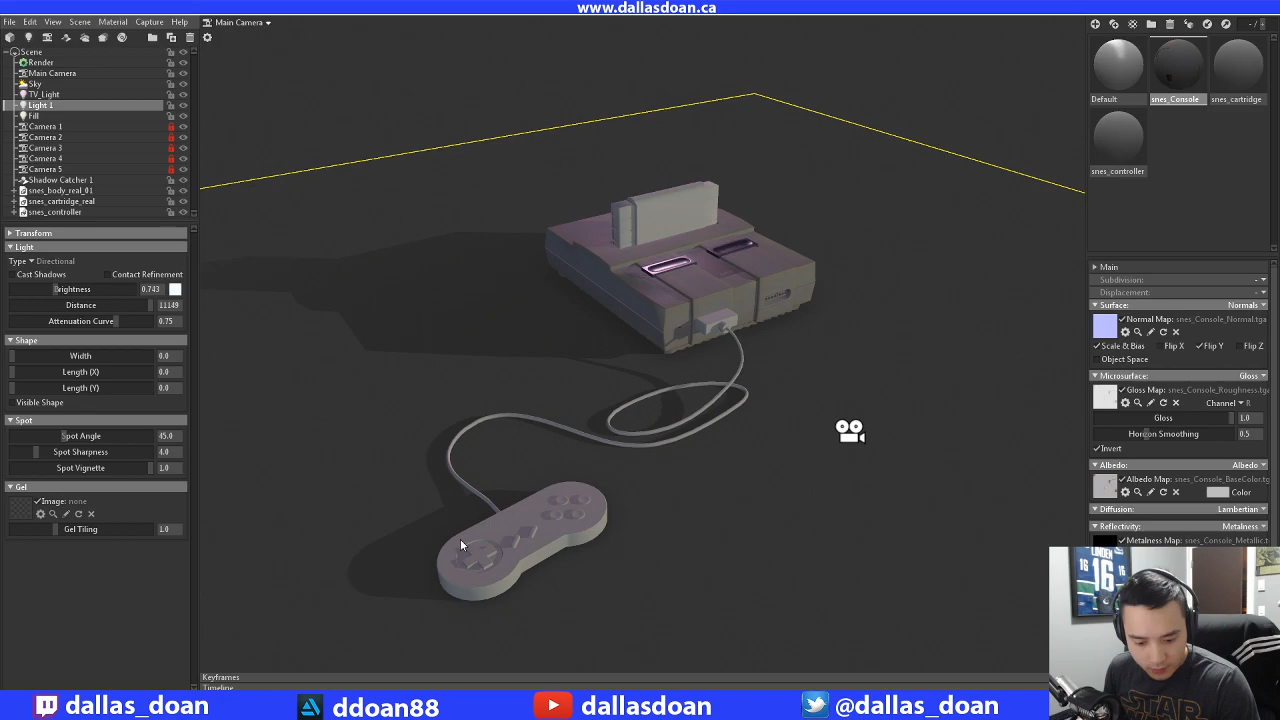 www.dallasdoan.ca
File Edit View Scene Material Capture Help
Main Camera
- / -
Scene
Render
Main Camera
Sky
TV_Light
Light 1
Fill
Camera 1
Camera 2
Camera 3
Camera 4
Camera 5
Shadow Catcher 1
snes_body_real_01
snes_cartridge_real
snes_controller
Transform
Light
Type Directional
Cast Shadows Contact Refinement
Brightness 0.743
Distance 11149
Attenuation Curve 0.75
Shape
Width 0.0
Length (X) 0.0
Length (Y) 0.0
Visible Shape
Spot
Spot Angle 45.0
Spot Sharpness 4.0
Spot Vignette 1.0
Gel
Image: none
Gel Tiling 1.0
Keyframes
Timeline
Default snes_Console snes_cartridge
snes_controller
Main
Subdivision: -
Displacement: -
Surface: Normals
Normal Map: snes_Console_Normal.tga
Scale & Bias Flip X Flip Y Flip Z
Object Space
Microsurface: Gloss
Gloss Map: snes_Console_Roughness.tga
Channel R
Gloss 1.0
Horizon Smoothing 0.5
Invert
Albedo: Albedo
Albedo Map: snes_Console_BaseColor.tga
Color
Diffusion: Lambertian
Reflectivity: Metalness
Metalness Map: snes_Console_Metallic.tga
LINDEN
16
STAR
dallas_doan
ddoan88
dallasdoan
@dallas_doan